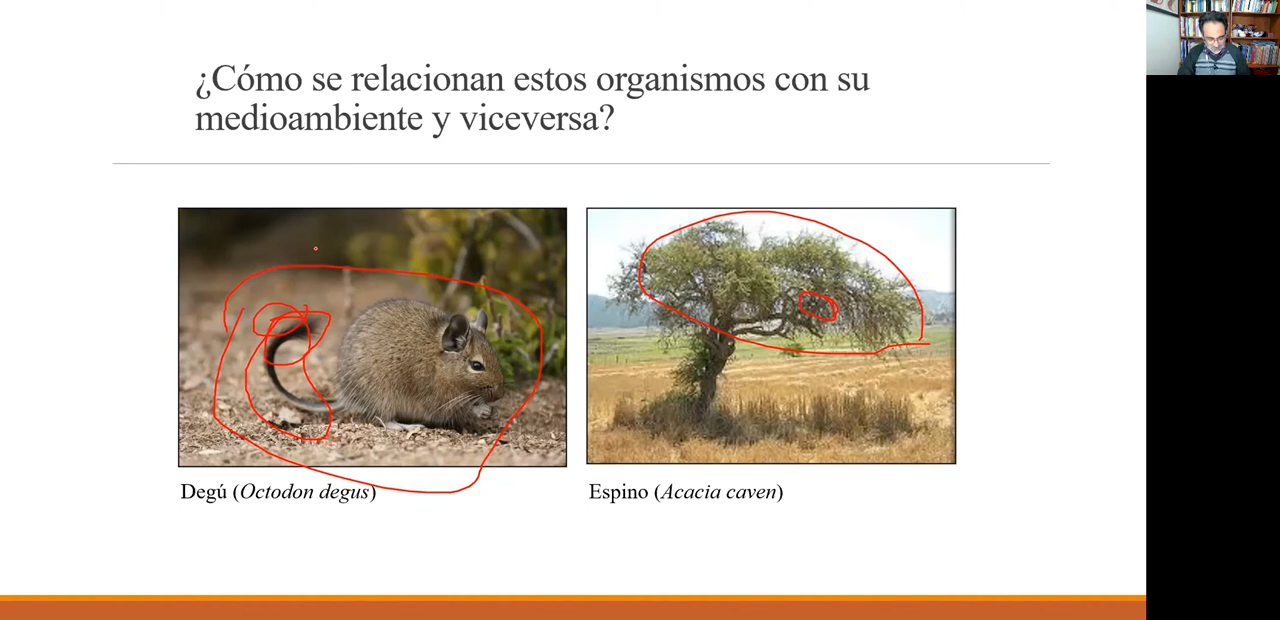 ¿Cómo se relacionan estos organismos con su
medioambiente y viceversa?
Degú (Octodon degus)
Espino (Acacia caven)